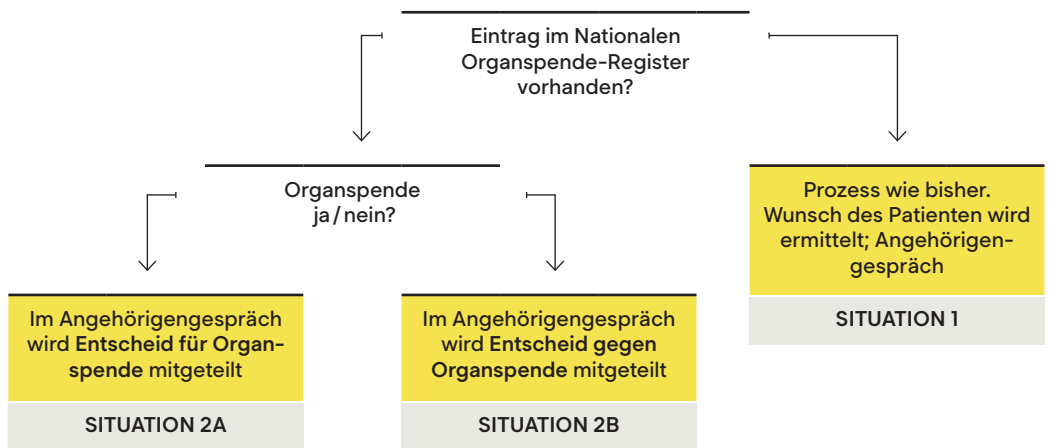 Eintrag im Nationalen
Organspende-Register
vorhanden?
Organspende
ja/nein?
Prozess wie bisher.
Wunsch des Patienten wird
ermittelt; Angehörigen-
gespräch
SITUATION 1
Im Angehörigengespräch
wird Entscheid für Organ-
spende mitgeteilt
SITUATION 2A
Im Angehörigengespräch
wird Entscheid gegen
Organspende mitgeteilt
SITUATION 2B